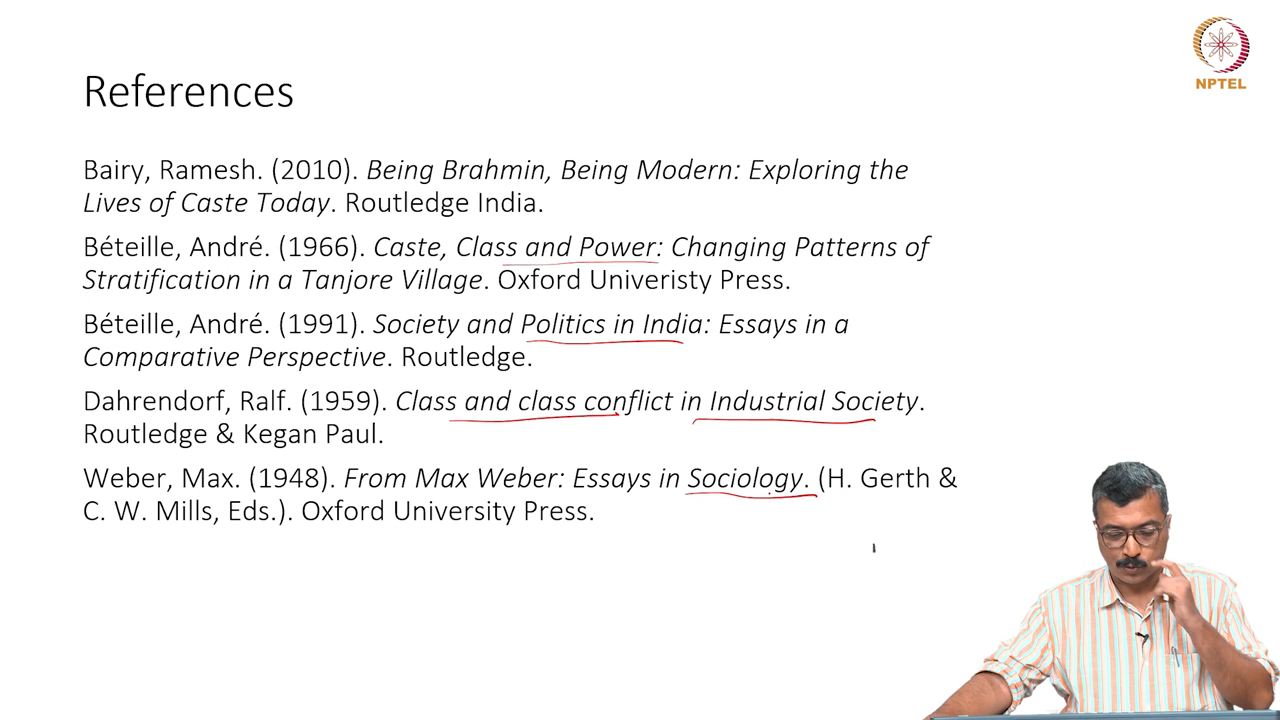 NPTEL
References
Bairy, Ramesh. (2010). Being Brahmin, Being Modern: Exploring the
Lives of Caste Today. Routledge India.
Béteille, André. (1966). Caste, Class and Power: Changing Patterns of
Stratification in a Tanjore Village. Oxford Univeristy Press.
Béteille, André. (1991). Society and Politics in India: Essays in a
Comparative Perspective. Routledge.
Dahrendorf, Ralf. (1959). Class and class conflict in Industrial Society.
Routledge & Kegan Paul.
Weber, Max. (1948). From Max Weber: Essays in Sociology. (H. Gerth &
C. W. Mills, Eds.). Oxford University Press.